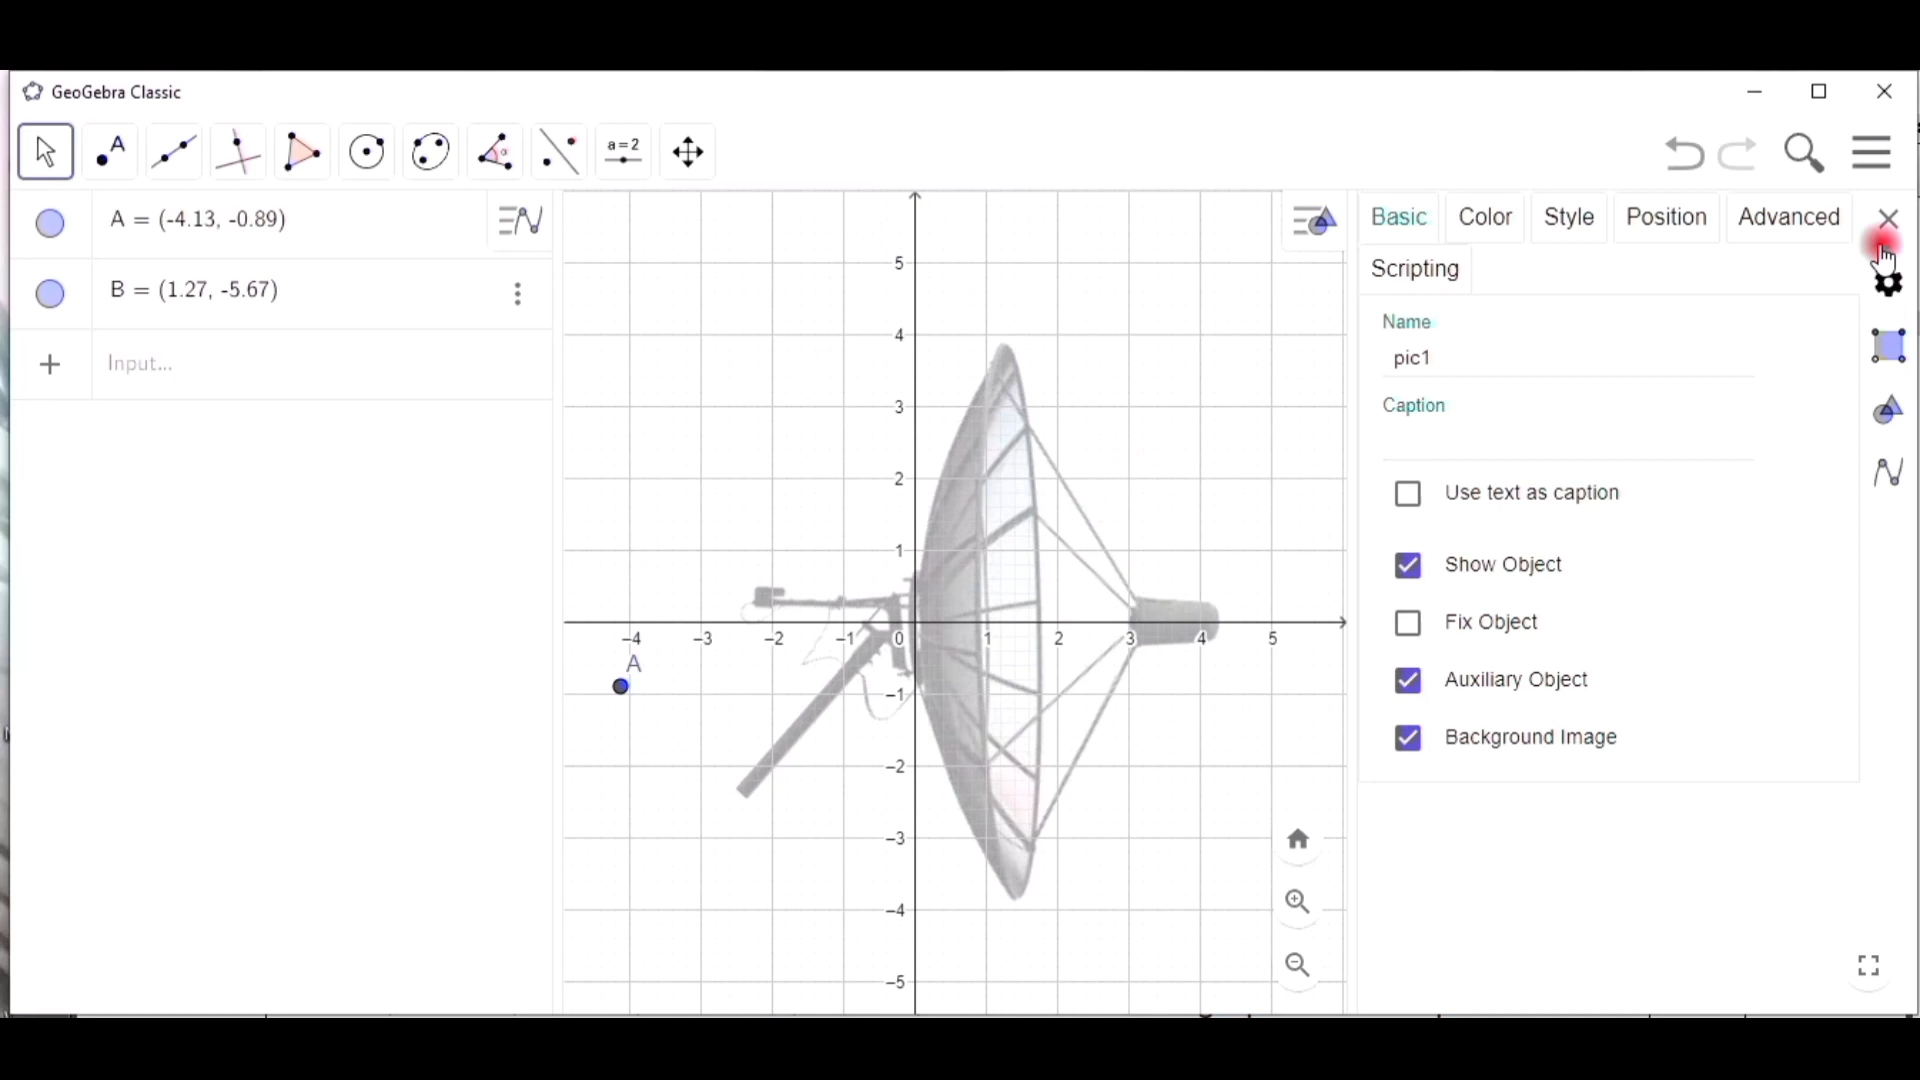 GeoGebra Classic
A
a=2
A = (-4.13, -0.89)
B = (1.27, -5.67)
Input...
5
4
3
2
1
−4 −3 −2 −1 0 1 2 3 4 5
A
−1
−2
−3
−4
−5
Basic Color Style Position Advanced
Scripting
Name
pic1
Caption
Use text as caption
Show Object
Fix Object
Auxiliary Object
Background Image